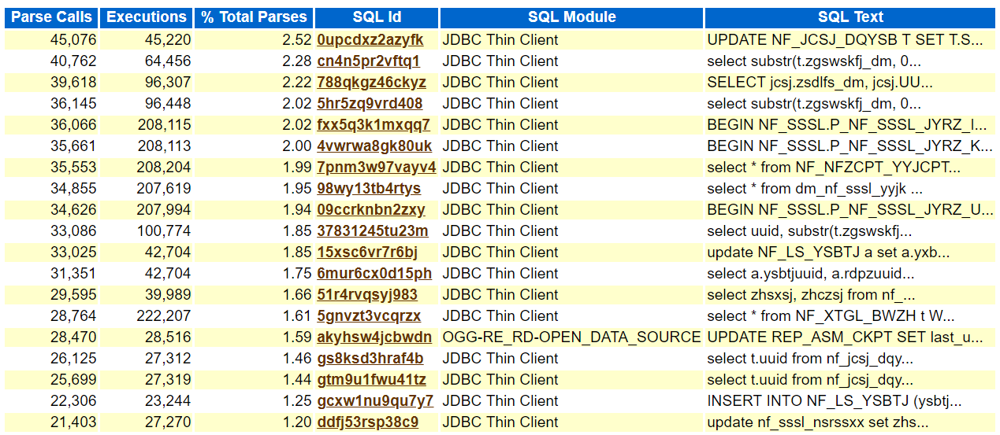 Parse Calls Executions % Total Parses SQL Id SQL Module SQL Text
45,076 45,220 2.52 0upcdxz2azyfk JDBC Thin Client UPDATE NF_JCSJ_DQYSB T SET T.S...
40,762 64,456 2.28 cn4n5pr2vftq1 JDBC Thin Client select substr(t.zgswskfj_dm, 0...
39,618 96,307 2.22 788qkgz46ckyz JDBC Thin Client SELECT jcsj.zsdlfs_dm, jcsj.UU...
36,145 96,448 2.02 5hr5zq9vrd408 JDBC Thin Client select substr(t.zgswskfj_dm, 0...
36,066 208,115 2.02 fxx5q3k1mxqq7 JDBC Thin Client BEGIN NF_SSSL.P_NF_SSSL_JYRZ_I...
35,661 208,113 2.00 4vwrwa8gk80uk JDBC Thin Client BEGIN NF_SSSL.P_NF_SSSL_JYRZ_K...
35,553 208,204 1.99 7pnm3w97vayv4 JDBC Thin Client select * from NF_NFZCPT_YYJCPT...
34,855 207,619 1.95 98wy13tb4rtys JDBC Thin Client select * from dm_nf_sssl_yyjk ...
34,626 207,994 1.94 09ccrknbn2zxy JDBC Thin Client BEGIN NF_SSSL.P_NF_SSSL_JYRZ_U...
33,086 100,774 1.85 37831245tu23m JDBC Thin Client select uuid, substr(t.zgswskfj...
33,025 42,704 1.85 15xsc6vr7r6bj JDBC Thin Client update NF_LS_YSBTJ a set a.yxb...
31,351 42,704 1.75 6mur6cx0d15ph JDBC Thin Client select a.ysbtjuuid, a.rdpzuuid...
29,595 39,989 1.66 51r4rvqsyj983 JDBC Thin Client select zhsxsj, zhczsj from nf_...
28,764 222,207 1.61 5gnvzt3vcqrzx JDBC Thin Client select * from NF_XTGL_BWZH t W...
28,470 28,516 1.59 akyhsw4jcbwdn OGG-RE_RD-OPEN_DATA_SOURCE UPDATE REP_ASM_CKPT SET last_u...
26,125 27,312 1.46 gs8ksd3hraf4b JDBC Thin Client select t.uuid from nf_jcsj_dqy...
25,699 27,319 1.44 gtm9u1fwu41tz JDBC Thin Client select t.uuid from nf_jcsj_dqy...
22,306 23,244 1.25 gcxw1nu9qu7y7 JDBC Thin Client INSERT INTO NF_LS_YSBTJ (ysbtj...
21,403 27,270 1.20 ddfj53rsp38c9 JDBC Thin Client update nf_sssl_nsrssxx set zhs...